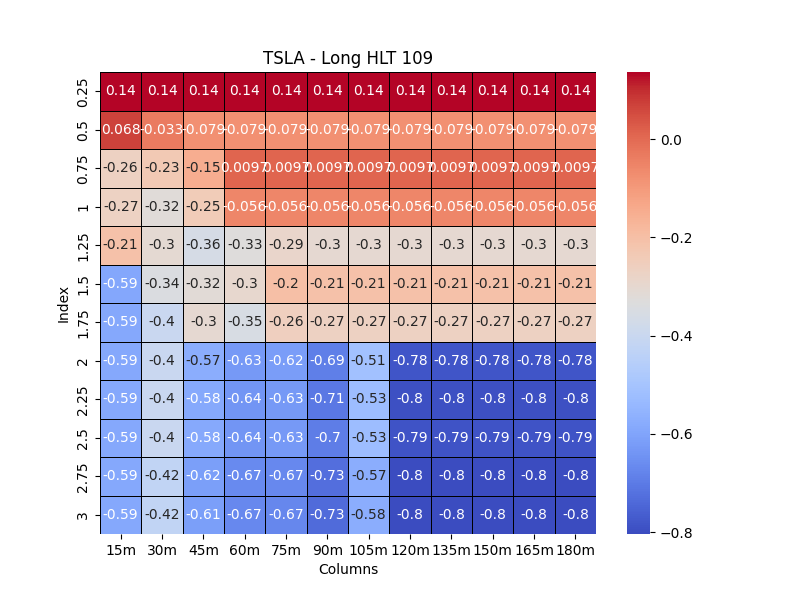 TSLA - Long HLT 109
0.25 0.14 0.14 0.14 0.14 0.14 0.14 0.14 0.14 0.14 0.14 0.14 0.14
0.5 0.068 -0.033 -0.079 -0.079 -0.079 -0.079 -0.079 -0.079 -0.079 -0.079 -0.079 -0.079
0.75 -0.26 -0.23 -0.15 0.0097 0.0097 0.0097 0.0097 0.0097 0.0097 0.0097 0.0097 0.0097
1 -0.27 -0.32 -0.25 -0.056 -0.056 -0.056 -0.056 -0.056 -0.056 -0.056 -0.056 -0.056
1.25 -0.21 -0.3 -0.36 -0.33 -0.29 -0.3 -0.3 -0.3 -0.3 -0.3 -0.3 -0.3
1.5 -0.59 -0.34 -0.32 -0.3 -0.2 -0.21 -0.21 -0.21 -0.21 -0.21 -0.21 -0.21
1.75 -0.59 -0.4 -0.3 -0.35 -0.26 -0.27 -0.27 -0.27 -0.27 -0.27 -0.27 -0.27
2 -0.59 -0.4 -0.57 -0.63 -0.62 -0.69 -0.51 -0.78 -0.78 -0.78 -0.78 -0.78
2.25 -0.59 -0.4 -0.58 -0.64 -0.63 -0.71 -0.53 -0.8 -0.8 -0.8 -0.8 -0.8
2.5 -0.59 -0.4 -0.58 -0.64 -0.63 -0.7 -0.53 -0.79 -0.79 -0.79 -0.79 -0.79
2.75 -0.59 -0.42 -0.62 -0.67 -0.67 -0.73 -0.57 -0.8 -0.8 -0.8 -0.8 -0.8
3 -0.59 -0.42 -0.61 -0.67 -0.67 -0.73 -0.58 -0.8 -0.8 -0.8 -0.8 -0.8
15m 30m 45m 60m 75m 90m 105m 120m 135m 150m 165m 180m
Columns
Index
0.0
−0.2
−0.4
−0.6
−0.8